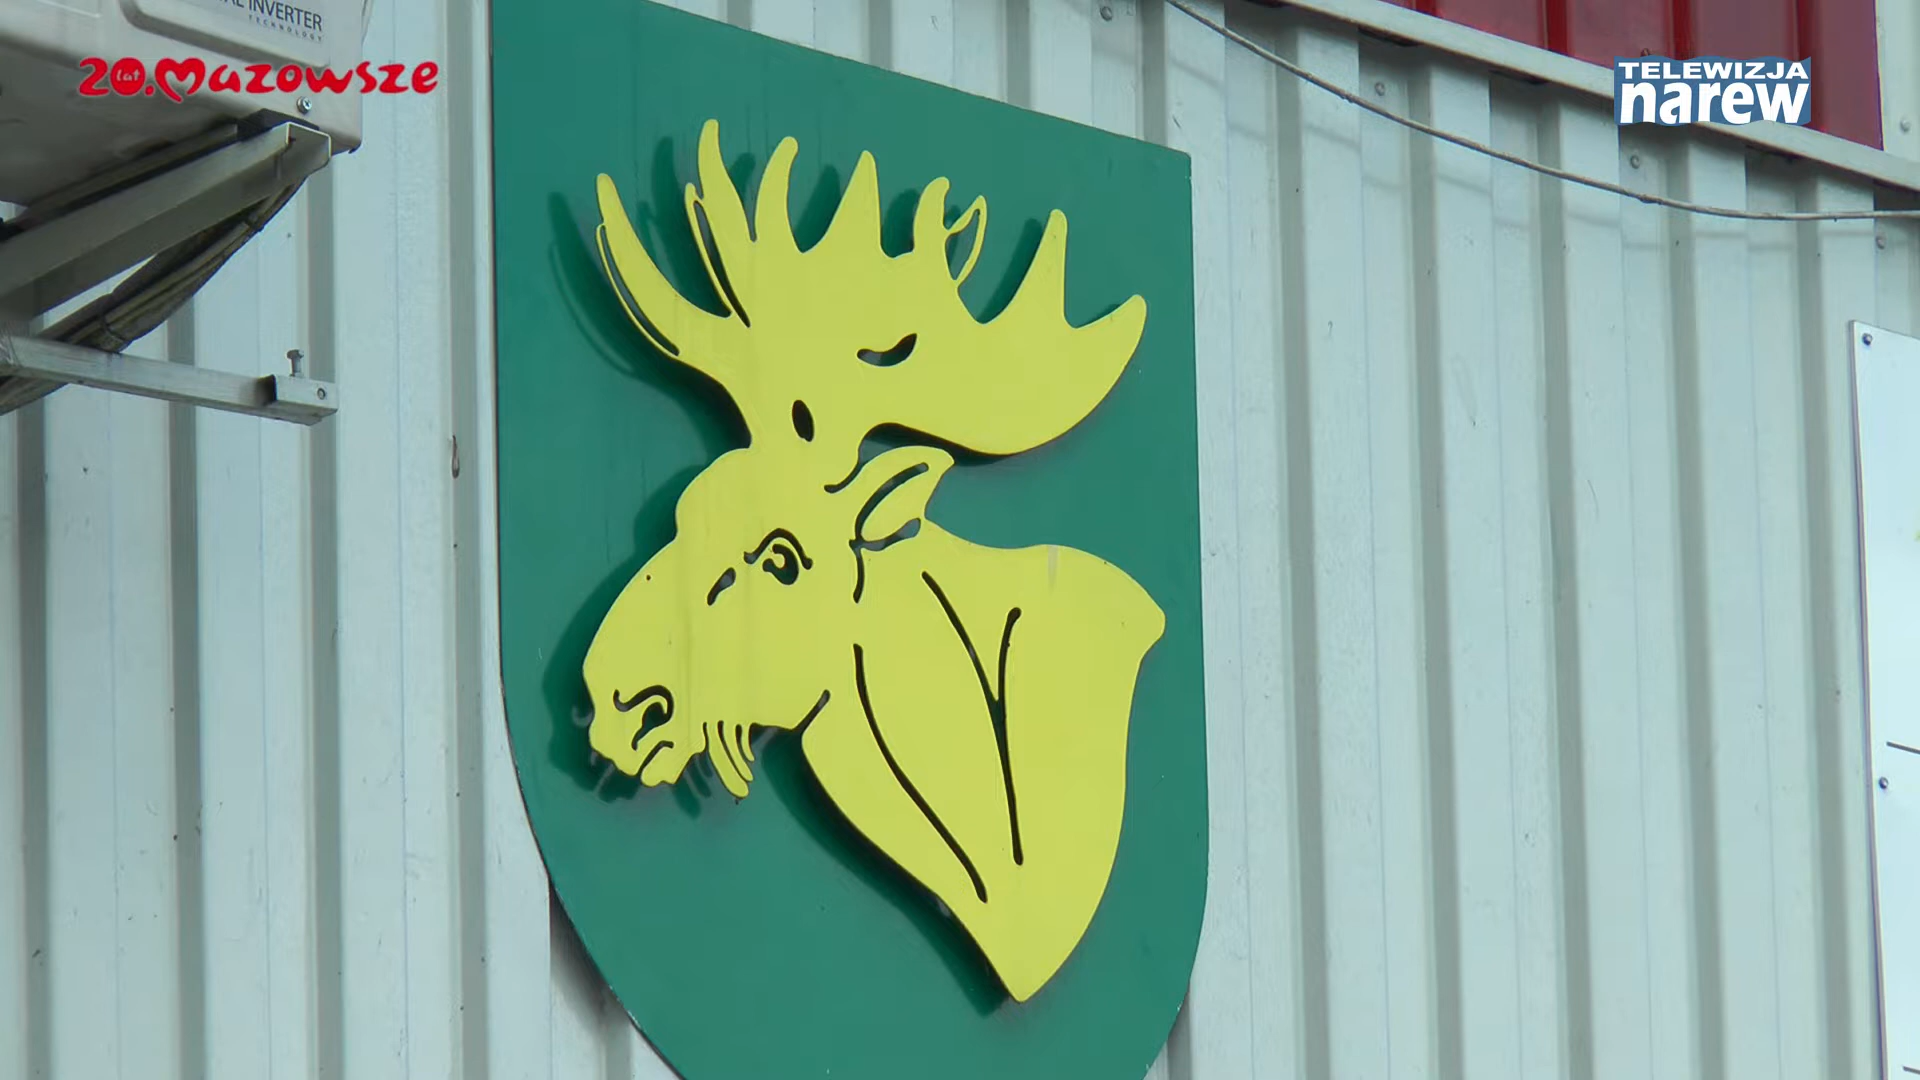 INVERTER
TECHNOLOGY
20 lat. Mazowsze
TELEWIZJA
narew